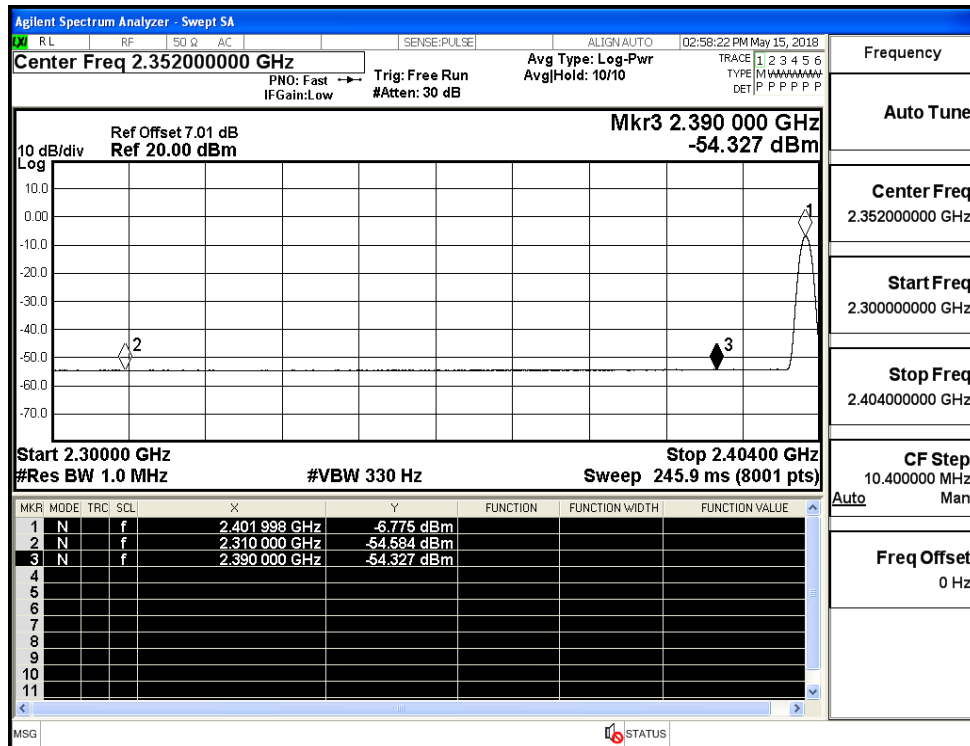 Agilent Spectrum Analyzer - Swept SA
LXI RL RF 50 Ω AC SENSE:PULSE ALIGN AUTO 02:58:22 PM May 15, 2018
Center Freq 2.352000000 GHz
PNO: Fast
IFGain:Low
Trig: Free Run
#Atten: 30 dB
Avg Type: Log-Pwr
Avg|Hold: 10/10
TRACE 1 2 3 4 5 6
TYPE M WWWWW
DET P P P P P P
Frequency
Auto Tune
Center Freq
2.352000000 GHz
Start Freq
2.300000000 GHz
Stop Freq
2.404000000 GHz
CF Step
10.400000 MHz
Auto Man
Freq Offset
0 Hz
Mkr3 2.390 000 GHz
-54.327 dBm
Ref Offset 7.01 dB
10 dB/div Ref 20.00 dBm
Log
10.0
0.00
-10.0
-20.0
-30.0
-40.0
-50.0
-60.0
-70.0
1
2
3
Start 2.30000 GHz Stop 2.40400 GHz
#Res BW 1.0 MHz #VBW 330 Hz Sweep 245.9 ms (8001 pts)
MKR MODE TRC SCL X Y FUNCTION FUNCTION WIDTH FUNCTION VALUE
1 N f 2.401 998 GHz -6.775 dBm
2 N f 2.310 000 GHz -54.584 dBm
3 N f 2.390 000 GHz -54.327 dBm
4
5
6
7
8
9
10
11
MSG STATUS